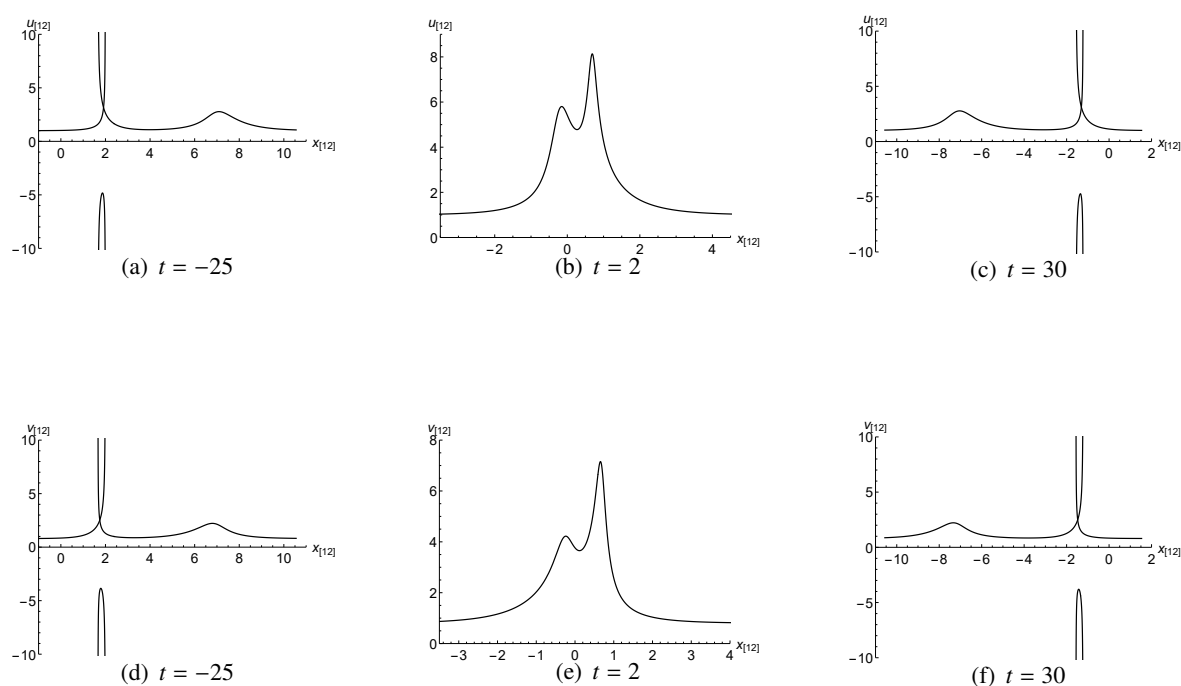 u[12]
10
5
0
−5
−10
0 2 4 6 8 10
x[12]
(a) t = −25
u[12]
8
6
4
2
0
−2 0 2 4
x[12]
(b) t = 2
u[12]
10
5
0
−5
−10
−10 −8 −6 −4 −2 0 2
x[12]
(c) t = 30
v[12]
10
5
0
−5
−10
0 2 4 6 8 10
x[12]
(d) t = −25
v[12]
8
6
4
2
0
−3 −2 −1 0 1 2 3 4
x[12]
(e) t = 2
v[12]
10
5
0
−5
−10
−10 −8 −6 −4 −2 0 2
x[12]
(f) t = 30